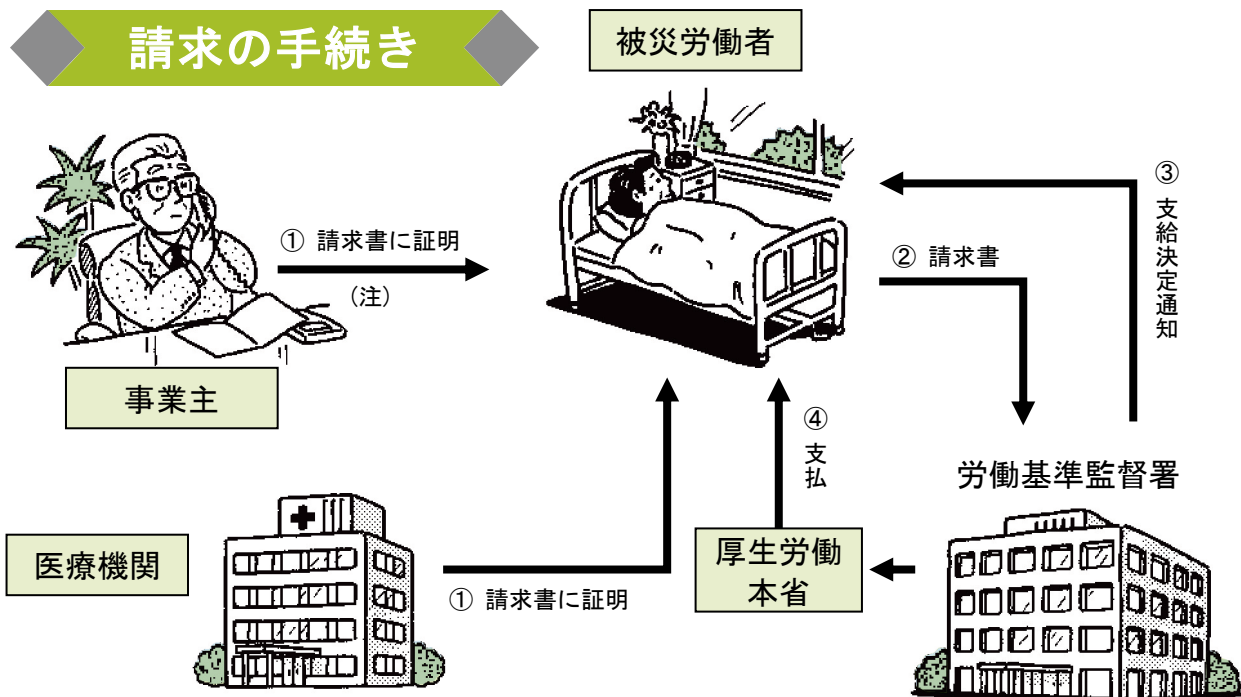 請求の手続き
被災労働者
① 請求書に証明
(注)
事業主
② 請求書
③ 支給決定通知
労働基準監督署
④ 支払
厚生労働
本省
医療機関
① 請求書に証明